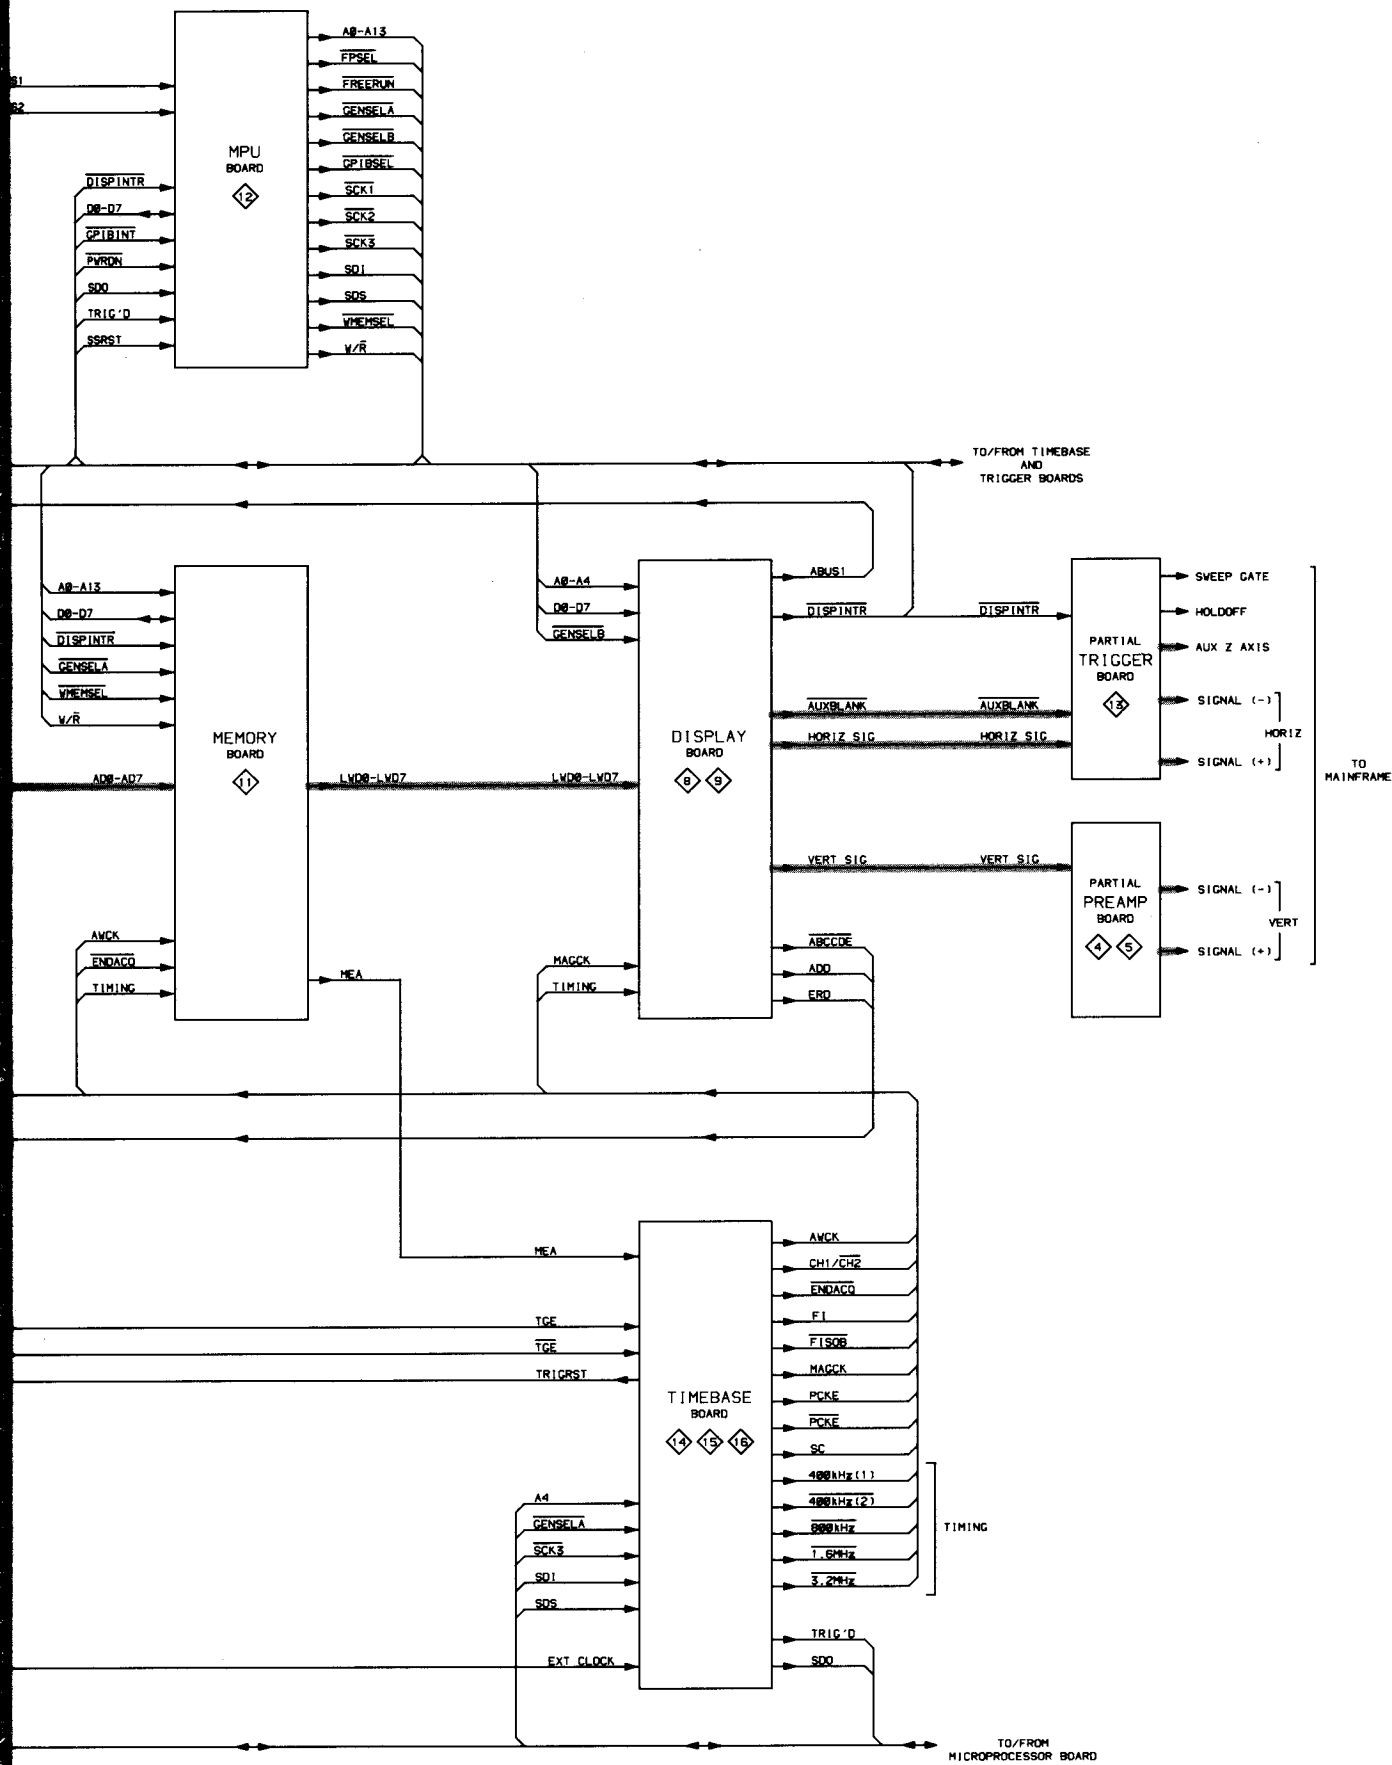 A0-A13
FPSEL
S1
FREERUN
S2
GENSELA
GENSELB
MPU
BOARD
12
GPIBSEL
DISPINTR
SCK1
D0-D7
SCK2
GPIBINT
SCK3
PWRDN
SDI
SDO
SDS
TRIG'D
WMEMSEL
SSRST
W/R̅
TO/FROM TIMEBASE
AND
TRIGGER BOARDS
A0-A13
D0-D7
DISPINTR
GENSELA
WMEMSEL
W/R̅
AD0-AD7
MEMORY
BOARD
11
LWD0-LWD7
LWD0-LWD7
AWCK
ENDACQ
TIMING
MEA
A0-A4
D0-D7
GENSELB
DISPLAY
BOARD
8 9
MAGCK
TIMING
ABUS1
DISPINTR
DISPINTR
AUXBLANK
AUXBLANK
HORIZ SIG
HORIZ SIG
VERT SIG
VERT SIG
ABCCDE
ADD
ERD
PARTIAL
TRIGGER
BOARD
13
SWEEP GATE
HOLDOFF
AUX Z AXIS
SIGNAL (-)
HORIZ
SIGNAL (+)
TO
MAINFRAME
PARTIAL
PREAMP
BOARD
4 5
SIGNAL (-)
VERT
SIGNAL (+)
MEA
TGE
T̅G̅E̅
TRIGRST
TIMEBASE
BOARD
14 15 16
A4
GENSELA
SCK3
SDI
SDS
EXT CLOCK
AWCK
CH1/C̅H̅2̅
ENDACQ
FI
FISOB
MAGCK
PCKE
P̅C̅K̅E̅
SC
400kHz(1)
400kHz(2)
800kHz
1.6MHz
3.2MHz
TIMING
TRIG'D
SDO
TO/FROM
MICROPROCESSOR BOARD